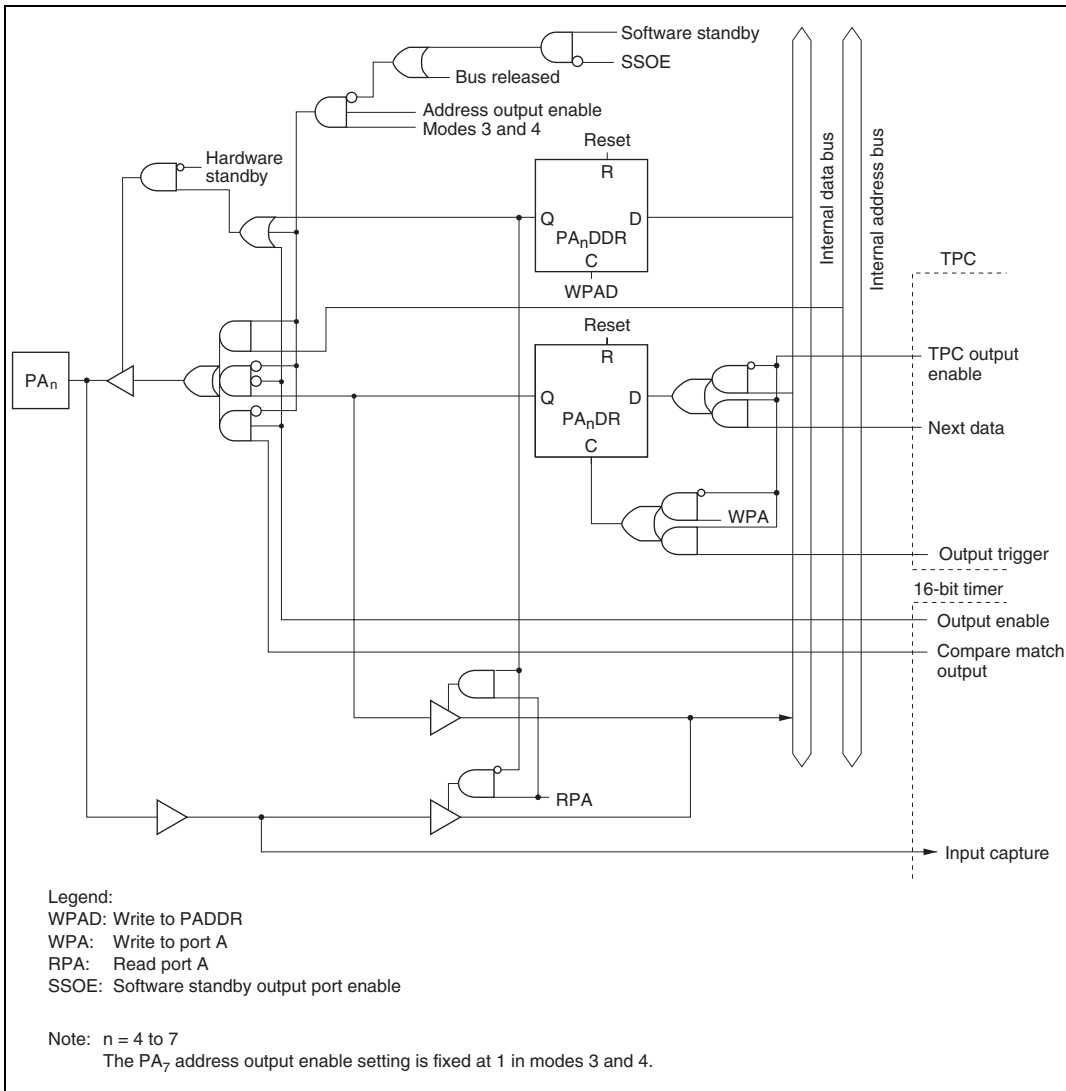 Software standby
SSOE
Bus released
Address output enable
Modes 3 and 4
Hardware
standby
Reset
R
Q
D
PAnDDR
C
WPAD
Internal data bus
Internal address bus
TPC
Reset
R
PAn
Q
D
PAnDR
C
TPC output
enable
Next data
WPA
Output trigger
16-bit timer
Output enable
Compare match
output
RPA
Input capture
Legend:
WPAD: Write to PADDR
WPA: Write to port A
RPA: Read port A
SSOE: Software standby output port enable
Note: n = 4 to 7
The PA7 address output enable setting is fixed at 1 in modes 3 and 4.